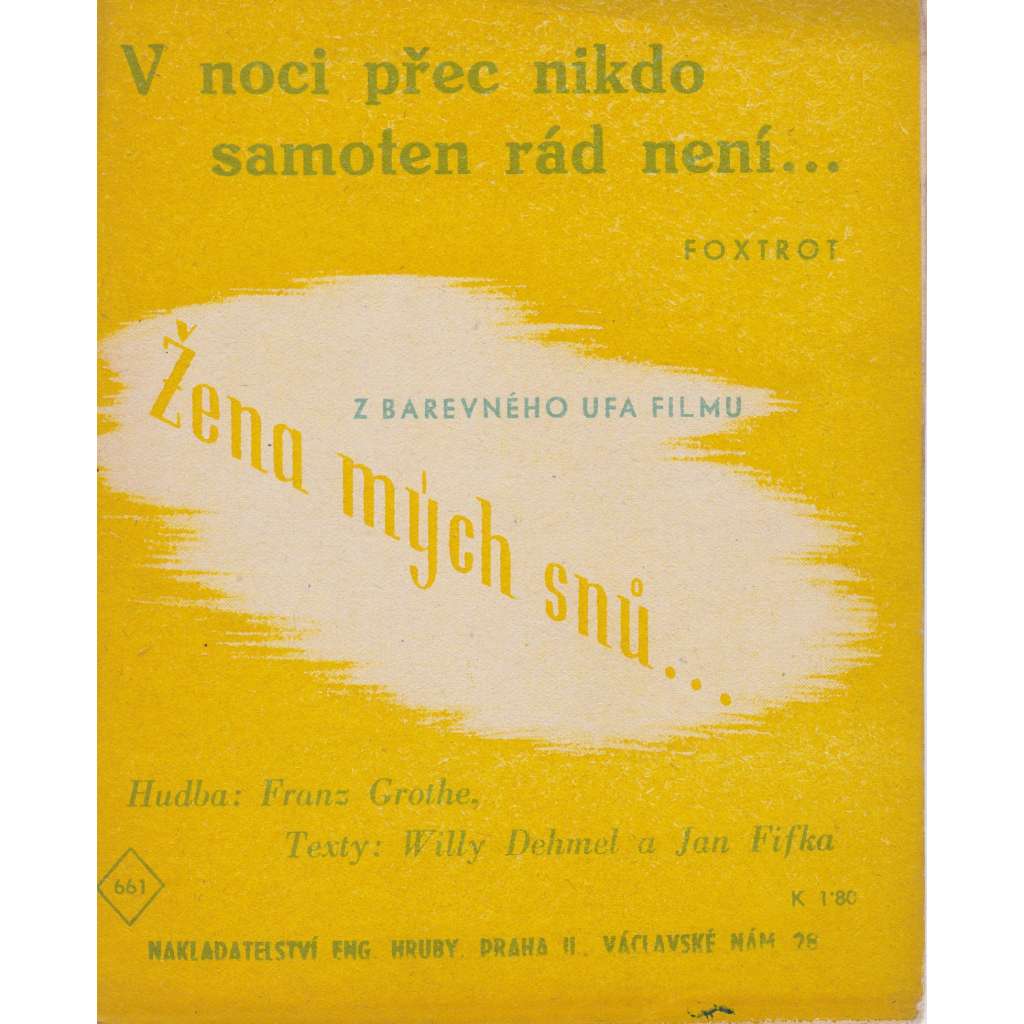 V noci přec nikdo
samoten rád není...
FOXTROT
Z BAREVNÉHO UFA FILMU
Žena mých snů...
Hudba: Franz Grothe,
Texty: Willy Dehmel a Jan Fifka
661
K 1'80
NAKLADATELSTVÍ ENG. HRUBY, PRAHA II., VÁCLAVSKÉ NÁM. 28